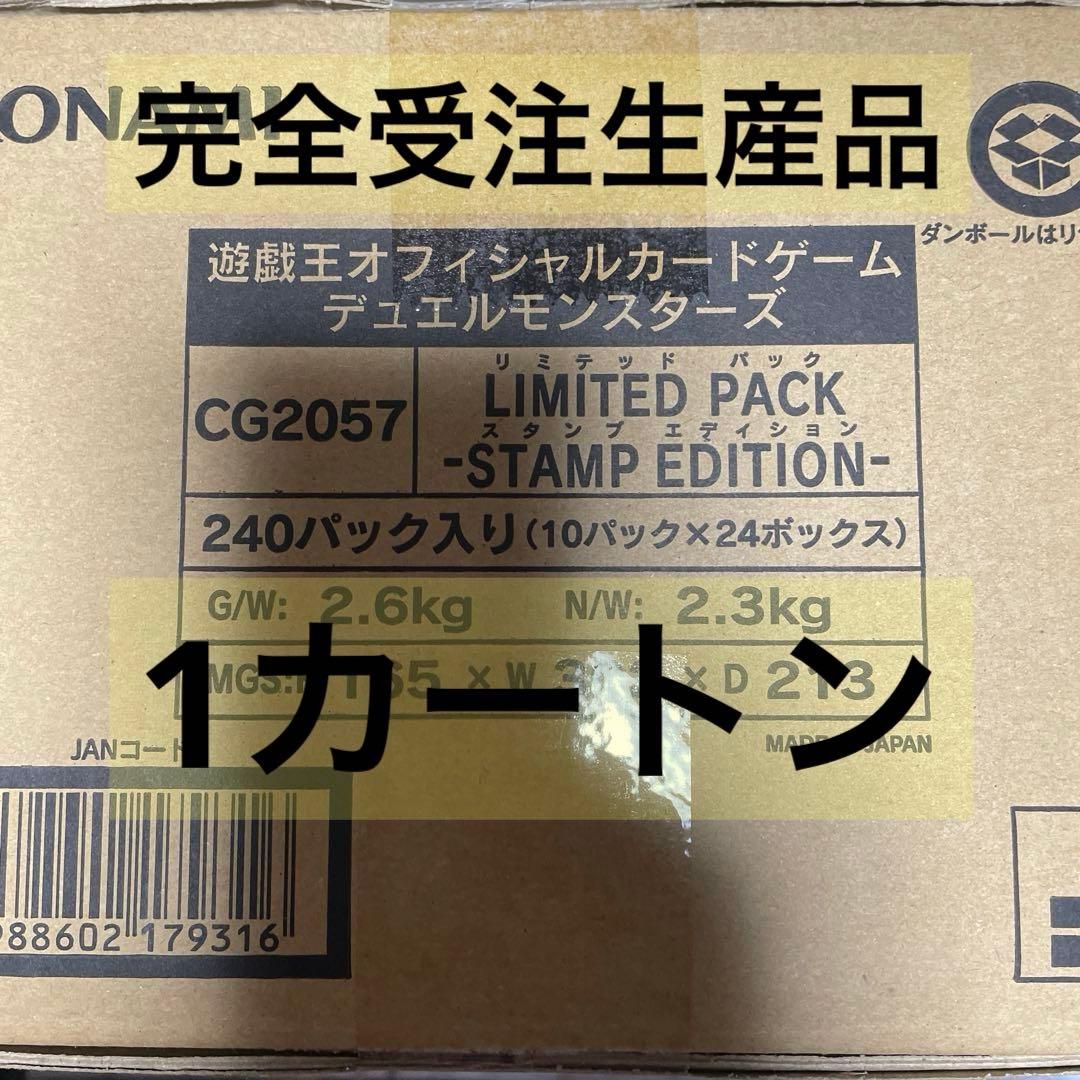 KONAMI
完全受注生産品
ダンボールはリサ
遊戯王オフィシャルカードゲーム
デュエルモンスターズ
CG2057
リミテッド パック
LIMITED PACK
スタンプ エディション
-STAMP EDITION-
240パック入り(10パック×24ボックス)
G/W: 2.6kg N/W: 2.3kg
1カートン
× W
× D 213
JANコード
JAPAN
988602 179316